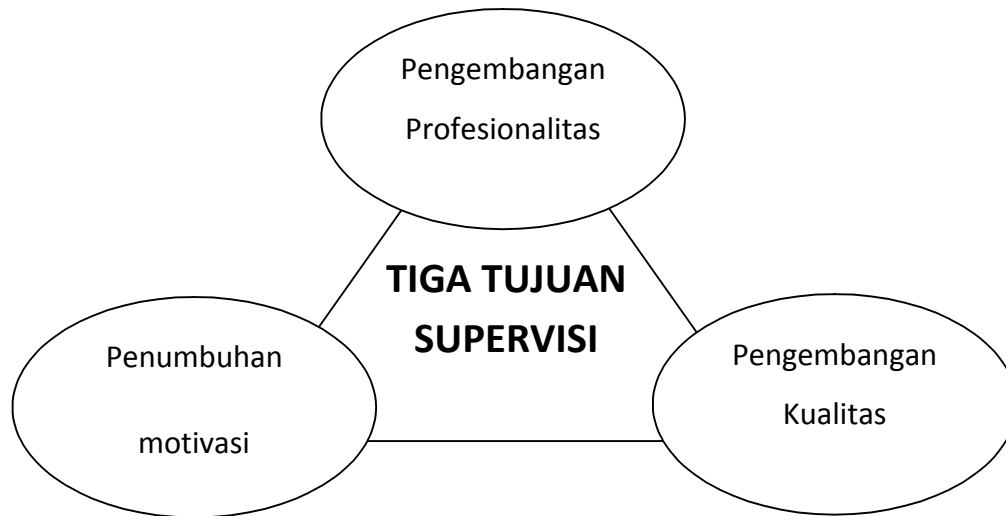 Pengembangan
Profesionalitas
TIGA TUJUAN
SUPERVISI
Penumbuhan
motivasi
Pengembangan
Kualitas